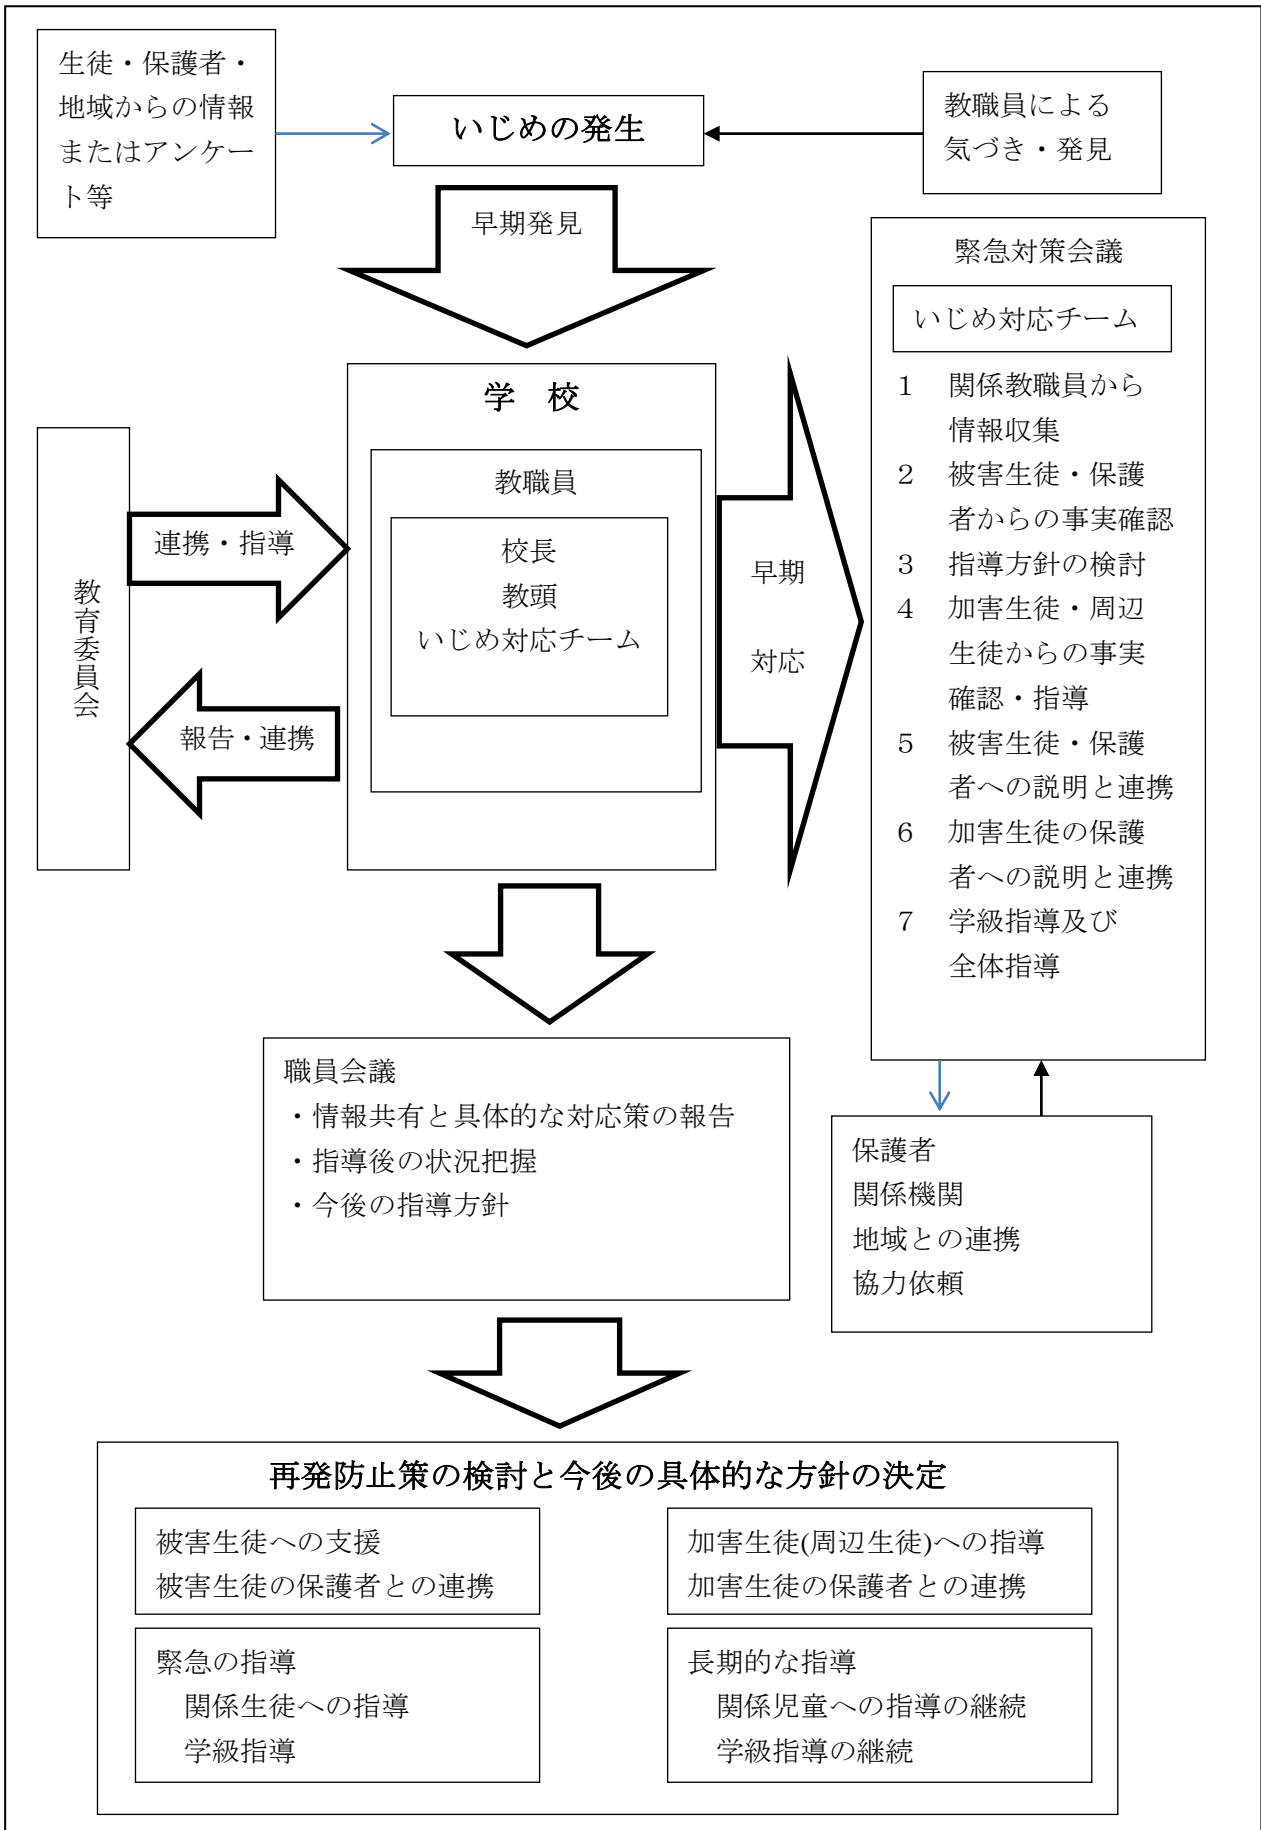 生徒・保護者・
地域からの情報
またはアンケー
ト等
いじめの発生
教職員による
気づき・発見
早期発見
緊急対策会議
いじめ対応チーム
１　関係教職員から
情報収集
２　被害生徒・保護
者からの事実確認
３　指導方針の検討
４　加害生徒・周辺
生徒からの事実
確認・指導
５　被害生徒・保護
者への説明と連携
６　加害生徒の保護
者への説明と連携
７　学級指導及び
全体指導
学　校
教職員
校長
教頭
いじめ対応チーム
教育委員会
連携・指導
報告・連携
早期
対応
職員会議
・情報共有と具体的な対応策の報告
・指導後の状況把握
・今後の指導方針
保護者
関係機関
地域との連携
協力依頼
再発防止策の検討と今後の具体的な方針の決定
被害生徒への支援
被害生徒の保護者との連携
加害生徒(周辺生徒)への指導
加害生徒の保護者との連携
緊急の指導
関係生徒への指導
学級指導
長期的な指導
関係児童への指導の継続
学級指導の継続